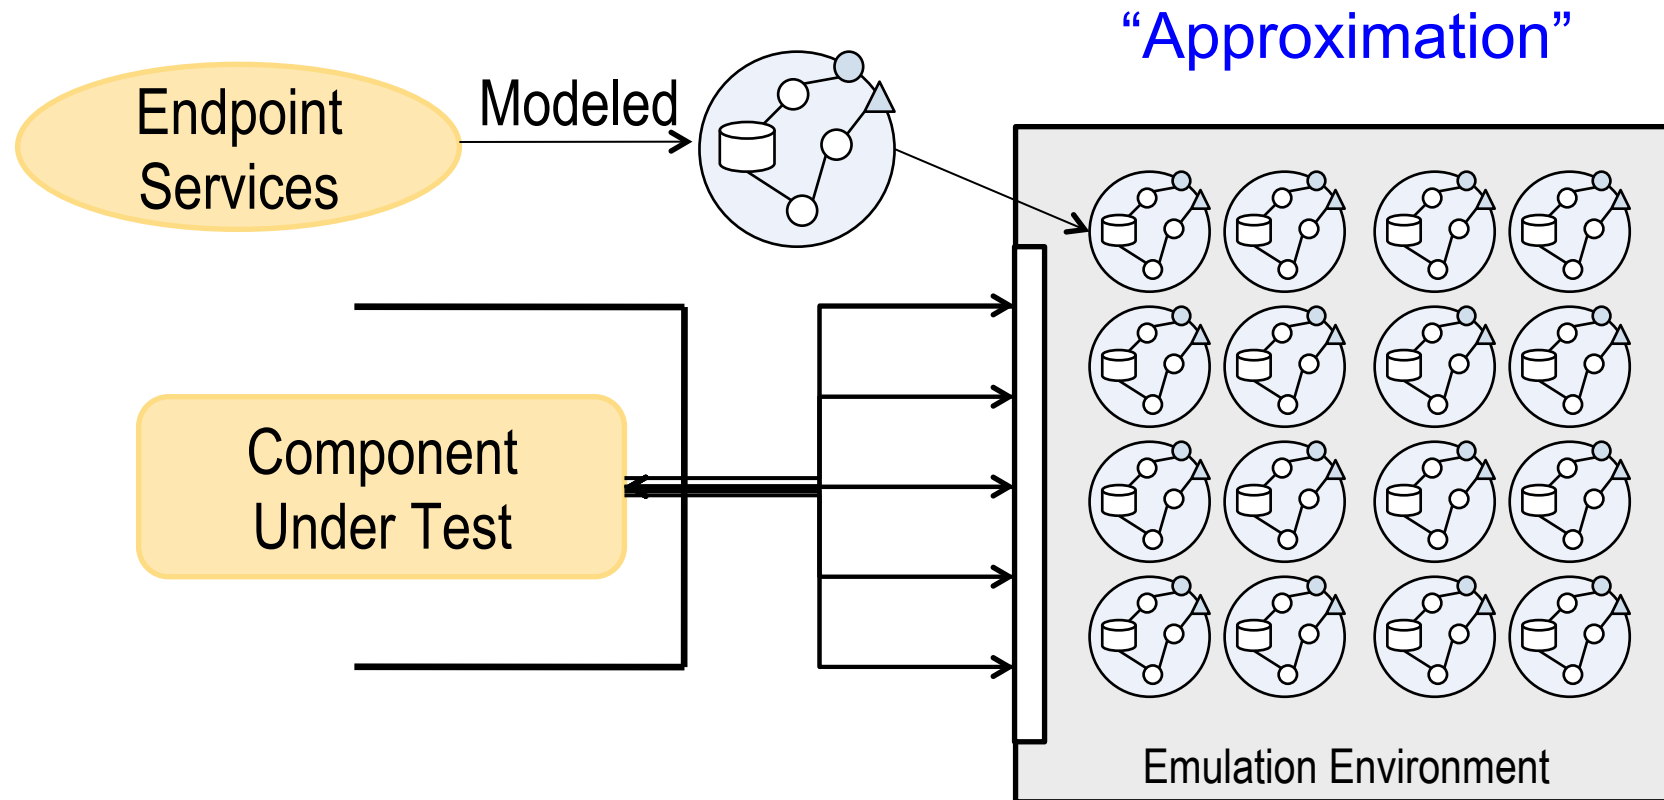 “Approximation”
Endpoint
Services
Modeled
Component
Under Test
Emulation Environment